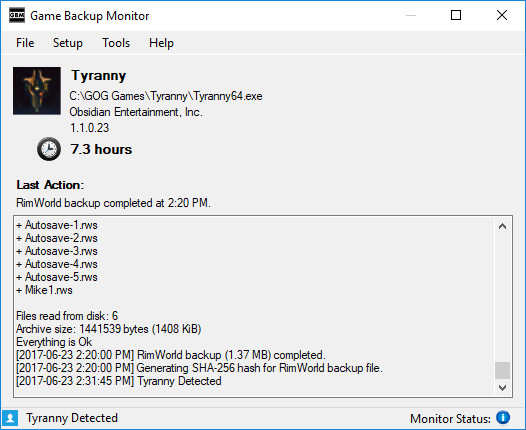 GBM Game Backup Monitor
File Setup Tools Help
Tyranny
C:\GOG Games\Tyranny\Tyranny64.exe
Obsidian Entertainment, Inc.
1.1.0.23
7.3 hours
Last Action:
RimWorld backup completed at 2:20 PM.
+ Autosave-1.rws
+ Autosave-2.rws
+ Autosave-3.rws
+ Autosave-4.rws
+ Autosave-5.rws
+ Mike1.rws
Files read from disk: 6
Archive size: 1441539 bytes (1408 KiB)
Everything is Ok
[2017-06-23 2:20:00 PM] RimWorld backup (1.37 MB) completed.
[2017-06-23 2:20:00 PM] Generating SHA-256 hash for RimWorld backup file.
[2017-06-23 2:31:45 PM] Tyranny Detected
Tyranny Detected Monitor Status: